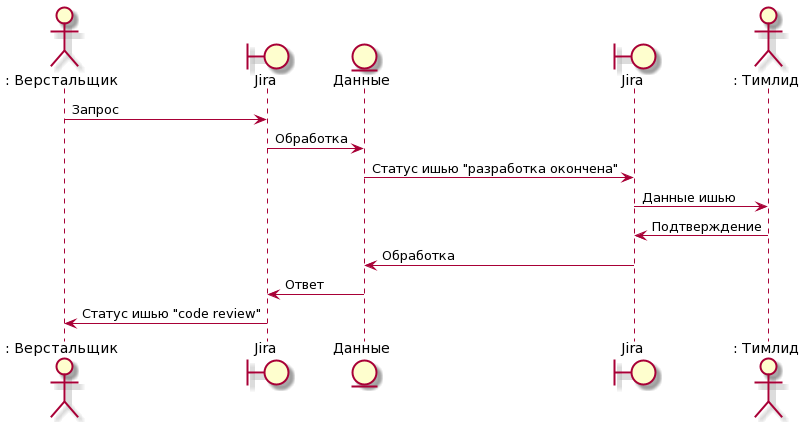 : Верстальщик
Jira
Данные
Jira
: Тимлид
Запрос
Обработка
Статус ишью "разработка окончена"
Данные ишью
Подтверждение
Обработка
Ответ
Статус ишью "code review"
: Верстальщик
Jira
Данные
Jira
: Тимлид